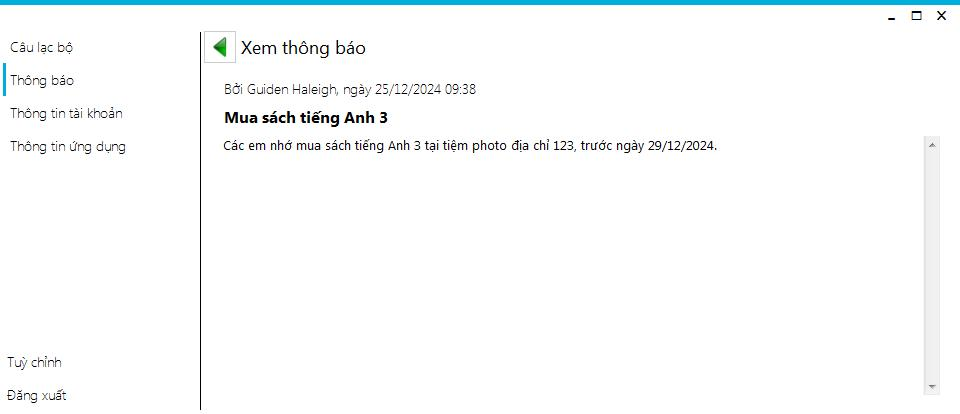 Câu lạc bộ
Thông báo
Thông tin tài khoản
Thông tin ứng dụng
Tuỳ chỉnh
Đăng xuất
Xem thông báo
Bởi Guiden Haleigh, ngày 25/12/2024 09:38
Mua sách tiếng Anh 3
Các em nhớ mua sách tiếng Anh 3 tại tiệm photo địa chỉ 123, trước ngày 29/12/2024.